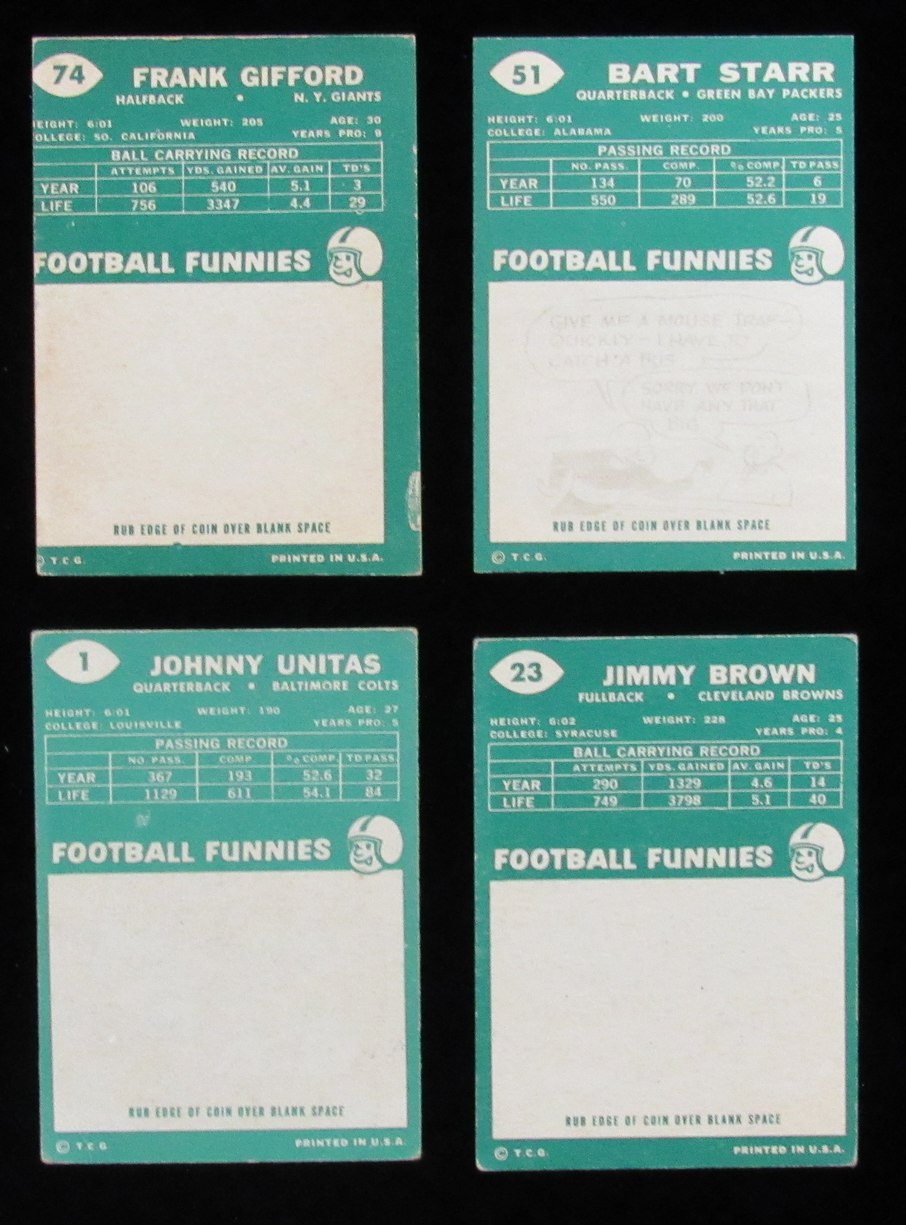 74
FRANK GIFFORD
HALFBACK • N. Y. GIANTS
HEIGHT: 6:01 WEIGHT: 205 AGE: 30
COLLEGE: SO. CALIFORNIA YEARS PRO: 9
BALL CARRYING RECORD
ATTEMPTS YDS. GAINED AV. GAIN TD'S
YEAR 106 540 5.1 3
LIFE 756 3347 4.4 29
FOOTBALL FUNNIES
RUB EDGE OF COIN OVER BLANK SPACE
© T.C.G. PRINTED IN U.S.A.
51
BART STARR
QUARTERBACK • GREEN BAY PACKERS
HEIGHT: 6:01 WEIGHT: 200 AGE: 25
COLLEGE: ALABAMA YEARS PRO: 5
PASSING RECORD
NO. PASS. COMP. % COMP. TD PASS
YEAR 134 70 52.2 6
LIFE 550 289 52.6 19
FOOTBALL FUNNIES
GIVE ME A MOUSE TRAP
QUICKLY - I HAVE TO
CATCH A BUS
SORRY WE DON'T
HAVE ANY THAT
BIG
RUB EDGE OF COIN OVER BLANK SPACE
© T.C.G. PRINTED IN U.S.A.
1
JOHNNY UNITAS
QUARTERBACK • BALTIMORE COLTS
HEIGHT: 6:01 WEIGHT: 190 AGE: 27
COLLEGE: LOUISVILLE YEARS PRO: 5
PASSING RECORD
NO. PASS. COMP. % COMP. TD PASS
YEAR 367 193 52.6 32
LIFE 1129 611 54.1 84
FOOTBALL FUNNIES
RUB EDGE OF COIN OVER BLANK SPACE
© T.C.G. PRINTED IN U.S.A.
23
JIMMY BROWN
FULLBACK • CLEVELAND BROWNS
HEIGHT: 6:02 WEIGHT: 228 AGE: 25
COLLEGE: SYRACUSE YEARS PRO: 4
BALL CARRYING RECORD
ATTEMPTS YDS. GAINED AV. GAIN TD'S
YEAR 290 1329 4.6 14
LIFE 749 3798 5.1 40
FOOTBALL FUNNIES
RUB EDGE OF COIN OVER BLANK SPACE
© T.C.G. PRINTED IN U.S.A.